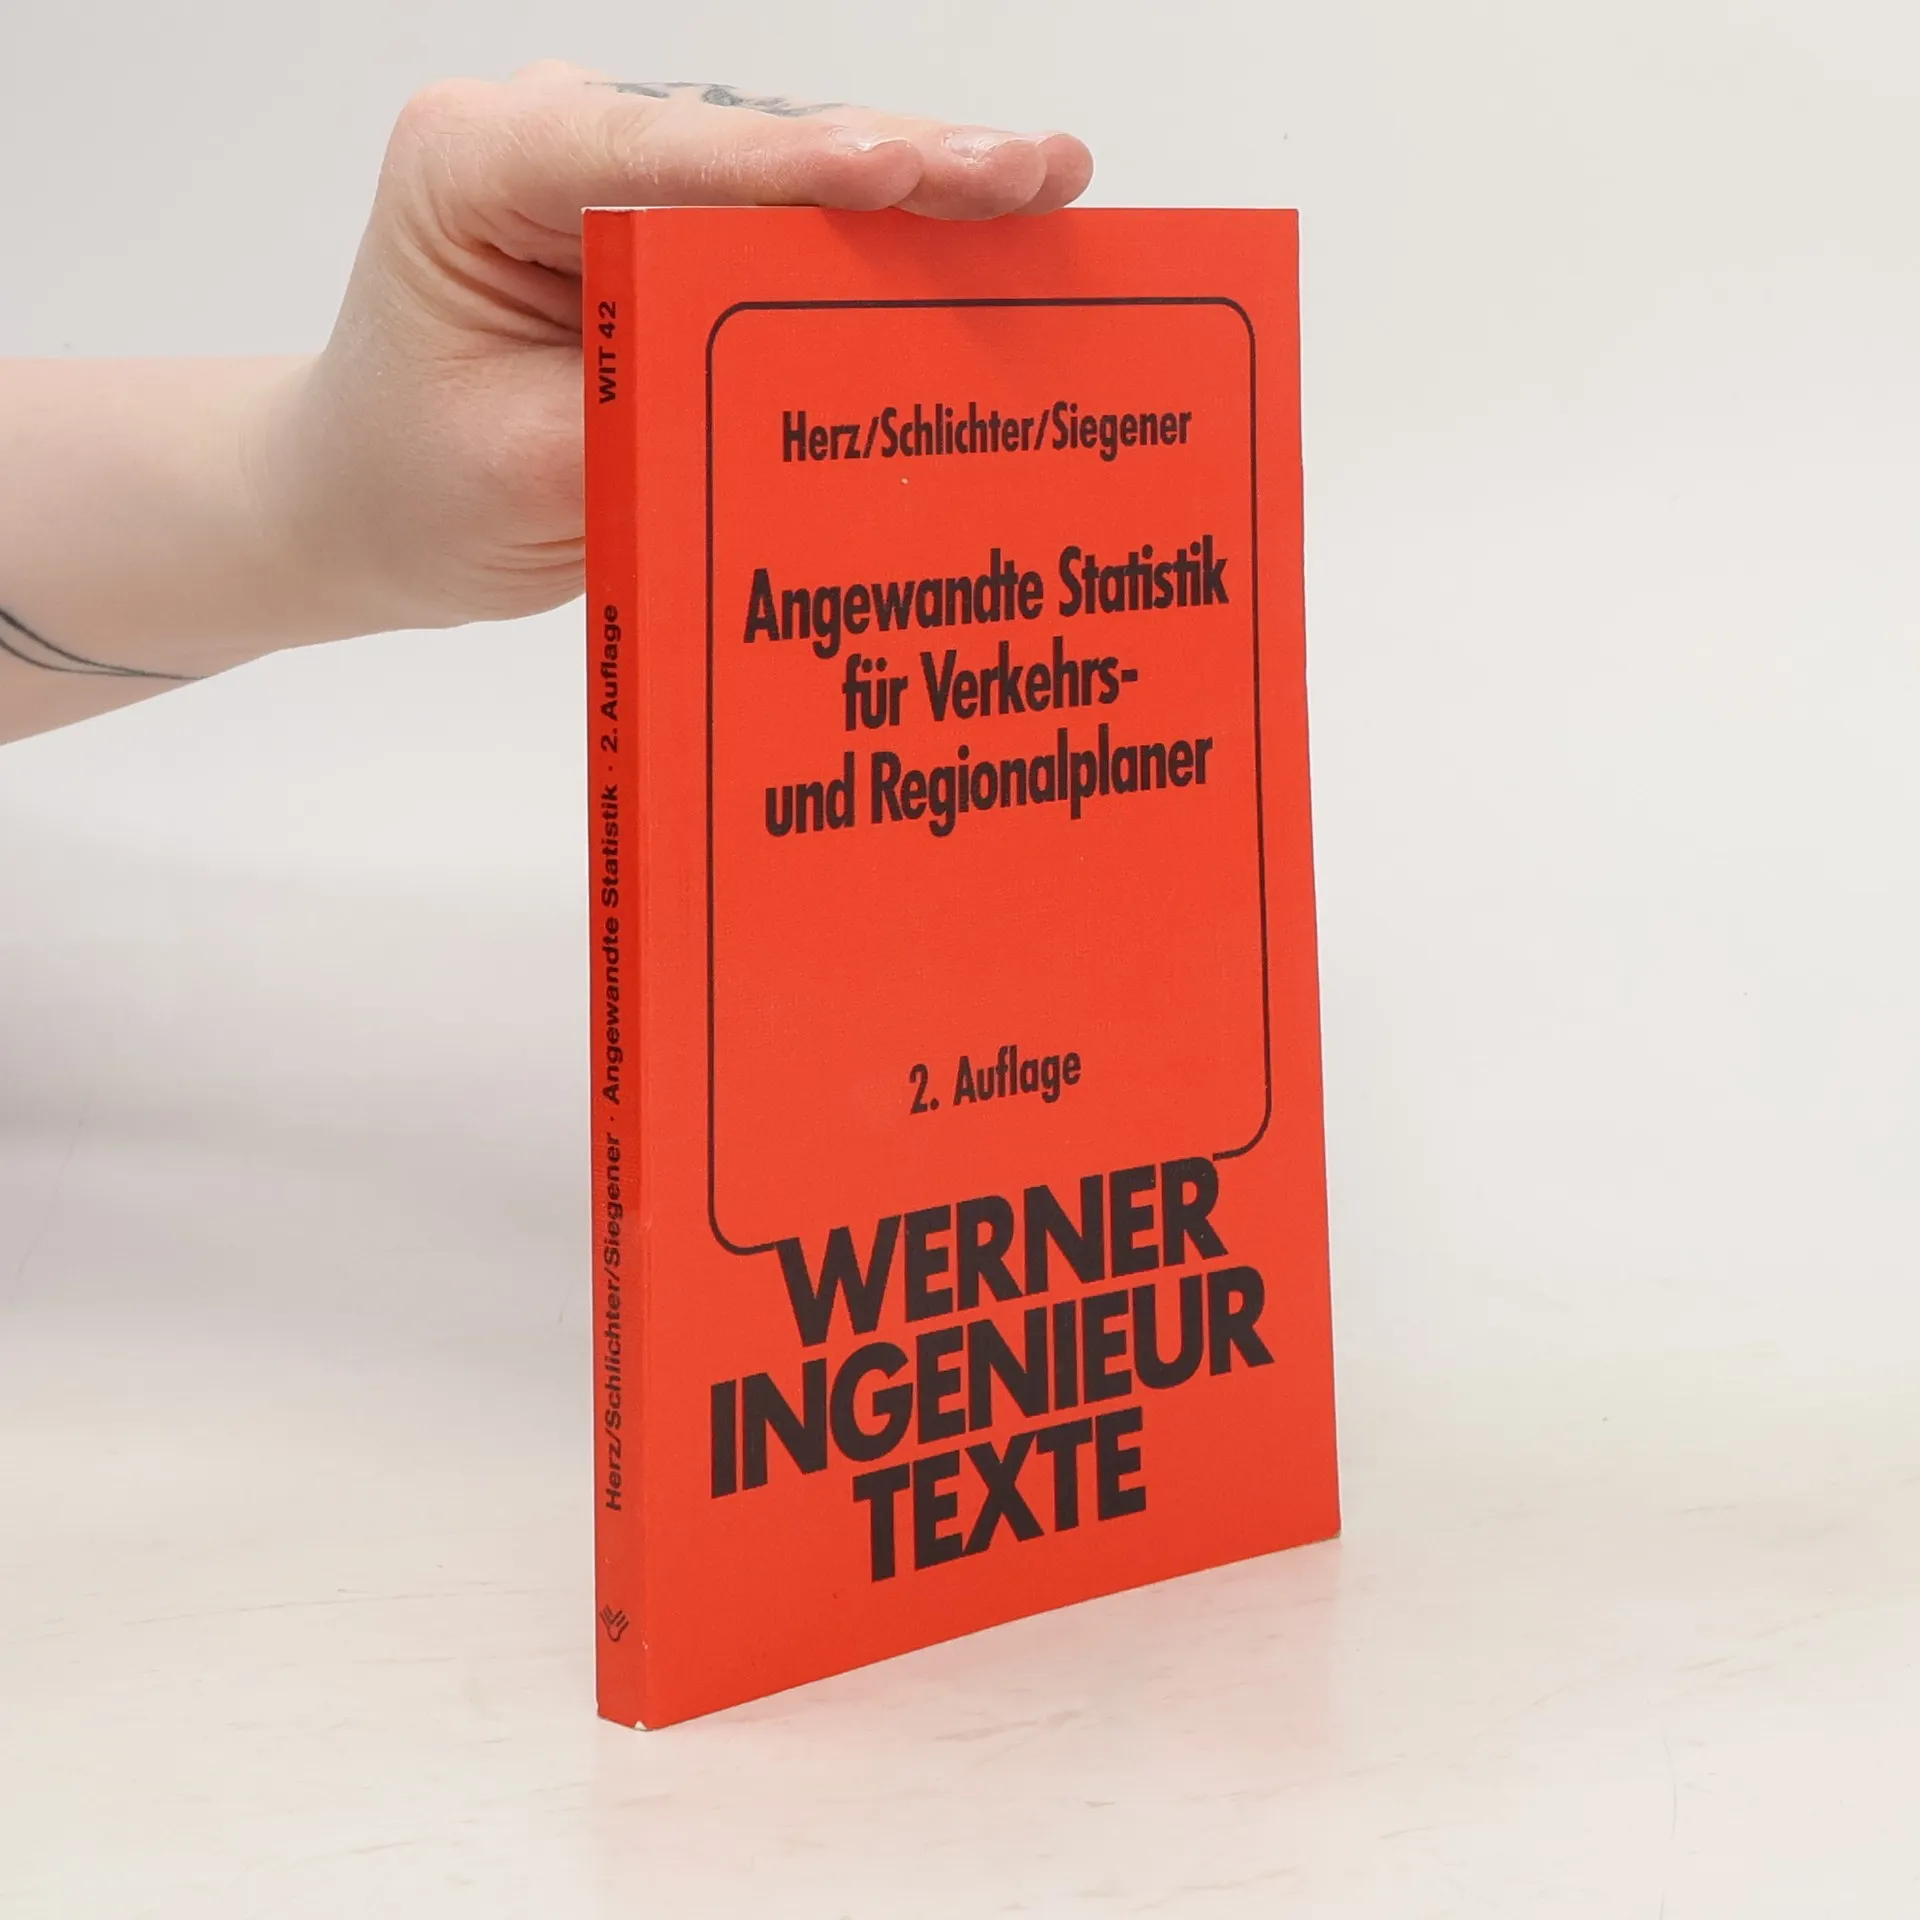 Herz/Schlichter/Siegener
Angewandte Statistik
für Verkehrs-
und Regionalplaner
2. Auflage
WERNER
INGENIEUR
TEXTE
Herz/Schlichter/Siegener · Angewandte Statistik · 2. Auflage WIT 42